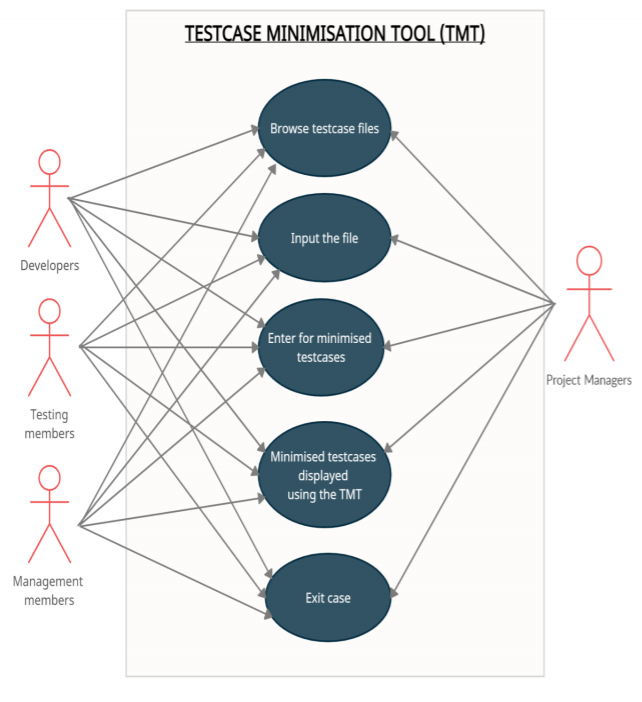 TESTCASE MINIMISATION TOOL (TMT)
Browse testcase files
Input the file
Enter for minimised
testcases
Minimised testcases
displayed
using the TMT
Exit case
Developers
Testing
members
Management
members
Project Managers